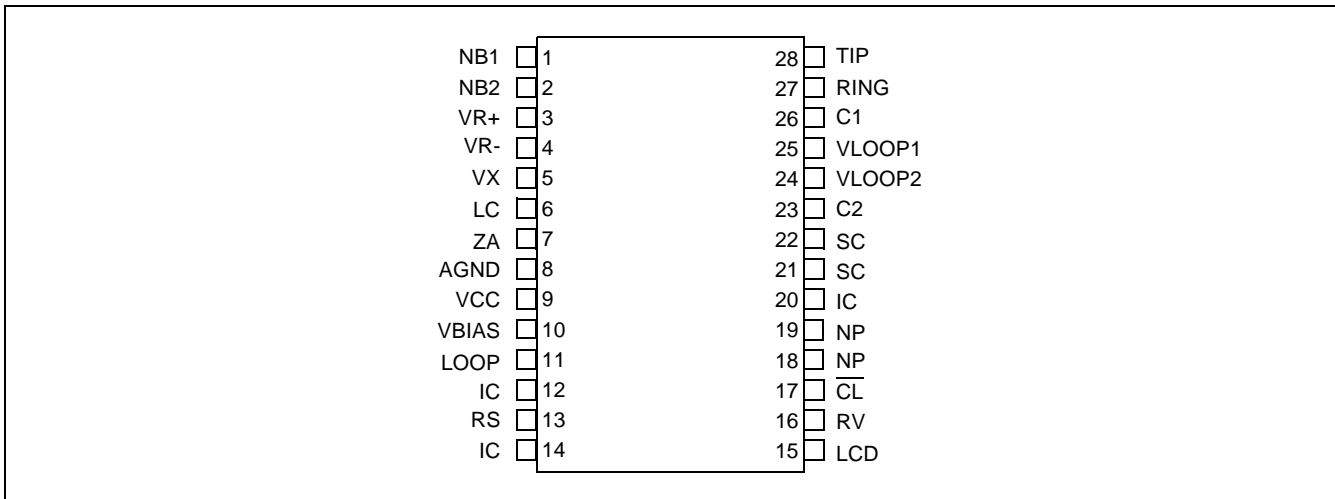 NB1 1 28 TIP
NB2 2 27 RING
VR+ 3 26 C1
VR- 4 25 VLOOP1
VX 5 24 VLOOP2
LC 6 23 C2
ZA 7 22 SC
AGND 8 21 SC
VCC 9 20 IC
VBIAS 10 19 NP
LOOP 11 18 NP
IC 12 17 C̅L̅
RS 13 16 RV
IC 14 15 LCD